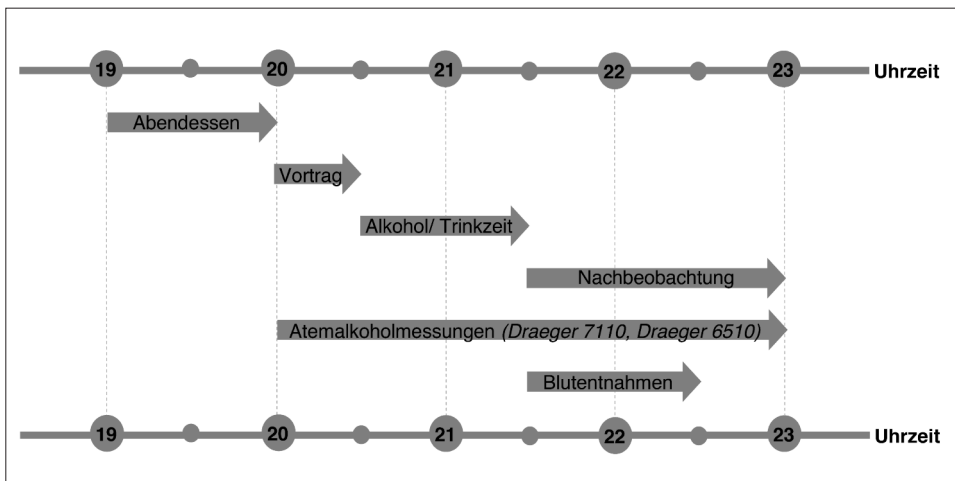 19 20 21 22 23 Uhrzeit
Abendessen
Vortrag
Alkohol/ Trinkzeit
Nachbeobachtung
Atemalkoholmessungen (Draeger 7110, Draeger 6510)
Blutentnahmen
19 20 21 22 23 Uhrzeit